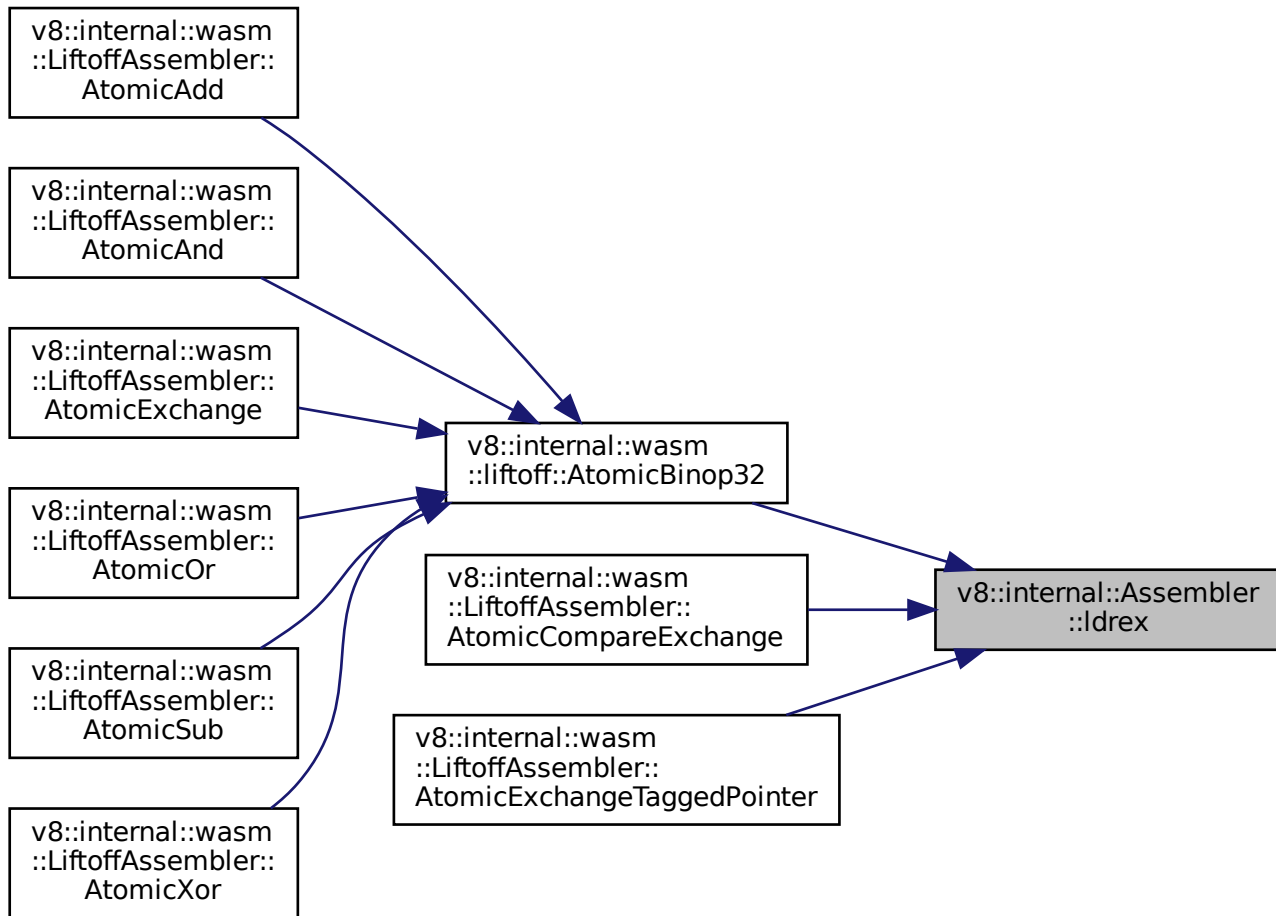 v8::internal::wasm
::LiftoffAssembler::
AtomicAdd
v8::internal::wasm
::LiftoffAssembler::
AtomicAnd
v8::internal::wasm
::LiftoffAssembler::
AtomicExchange
v8::internal::wasm
::LiftoffAssembler::
AtomicOr
v8::internal::wasm
::LiftoffAssembler::
AtomicSub
v8::internal::wasm
::LiftoffAssembler::
AtomicXor
v8::internal::wasm
::liftoff::AtomicBinop32
v8::internal::wasm
::LiftoffAssembler::
AtomicCompareExchange
v8::internal::wasm
::LiftoffAssembler::
AtomicExchangeTaggedPointer
v8::internal::Assembler
::ldrex